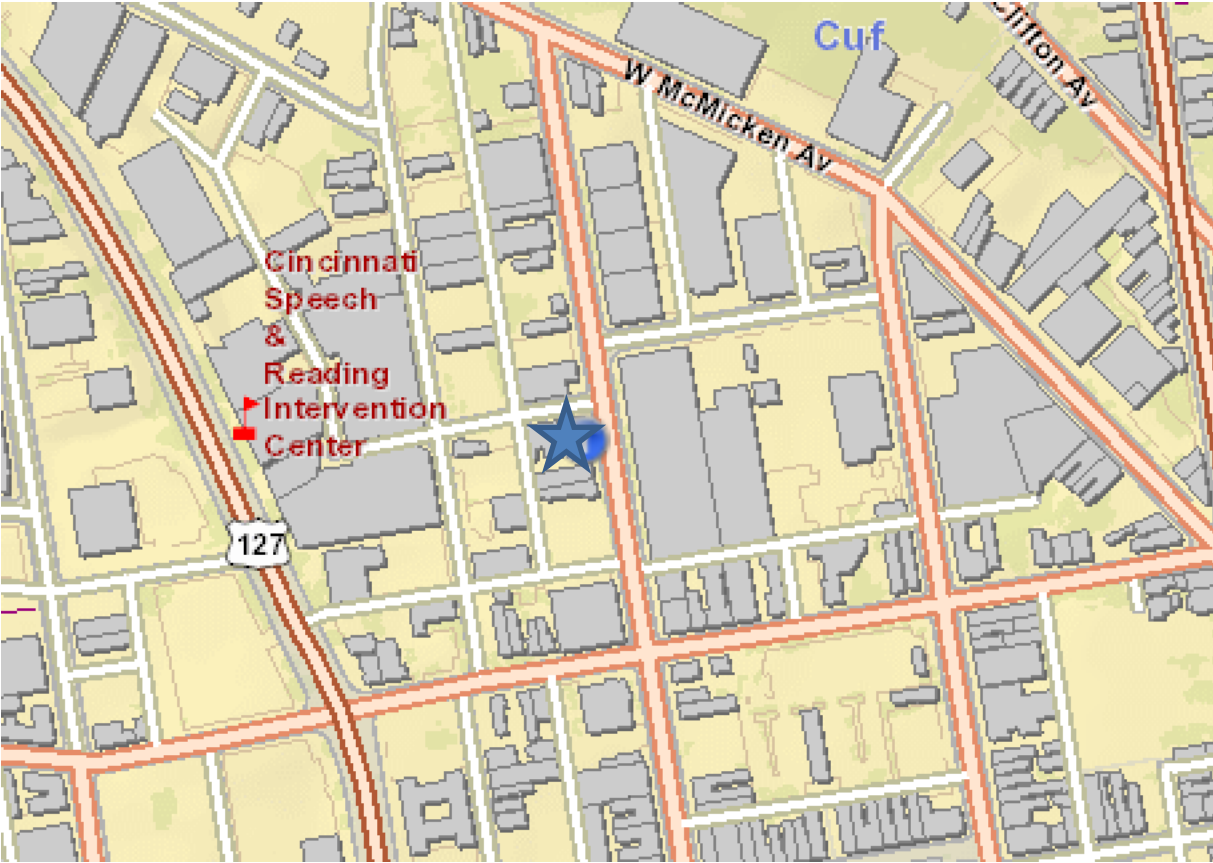 Cuf
Clifton Av
W McMicken Av
Cincinnati
Speech
&
Reading
Intervention
Center
127